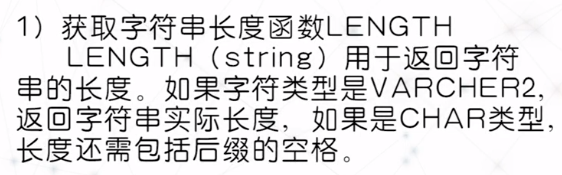 1）获取字符串长度函数LENGTH
LENGTH（string）用于返回字符
串的长度。如果字符类型是VARCHER2,
返回字符串实际长度，如果是CHAR类型,
长度还需包括后缀的空格。